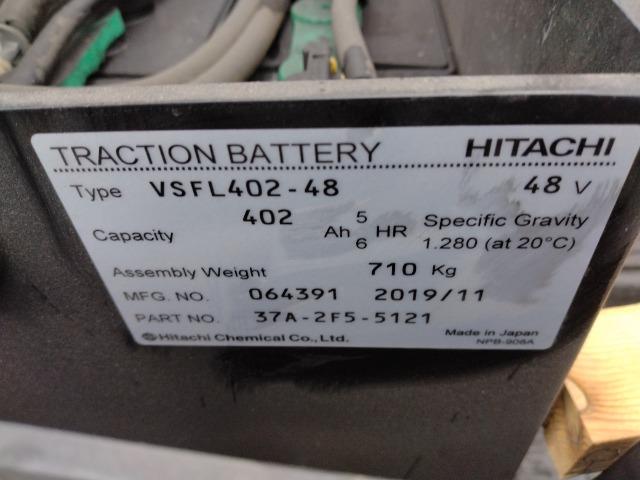 TRACTION BATTERY HITACHI
Type VSFL402-48 48 V
Capacity 402 Ah 5 HR Specific Gravity
6 1.280 (at 20°C)
Assembly Weight 710 Kg
MFG. NO. 064391 2019/11
PART NO. 37A-2F5-5121
Hitachi Chemical Co., Ltd. Made in Japan
NPB-908A